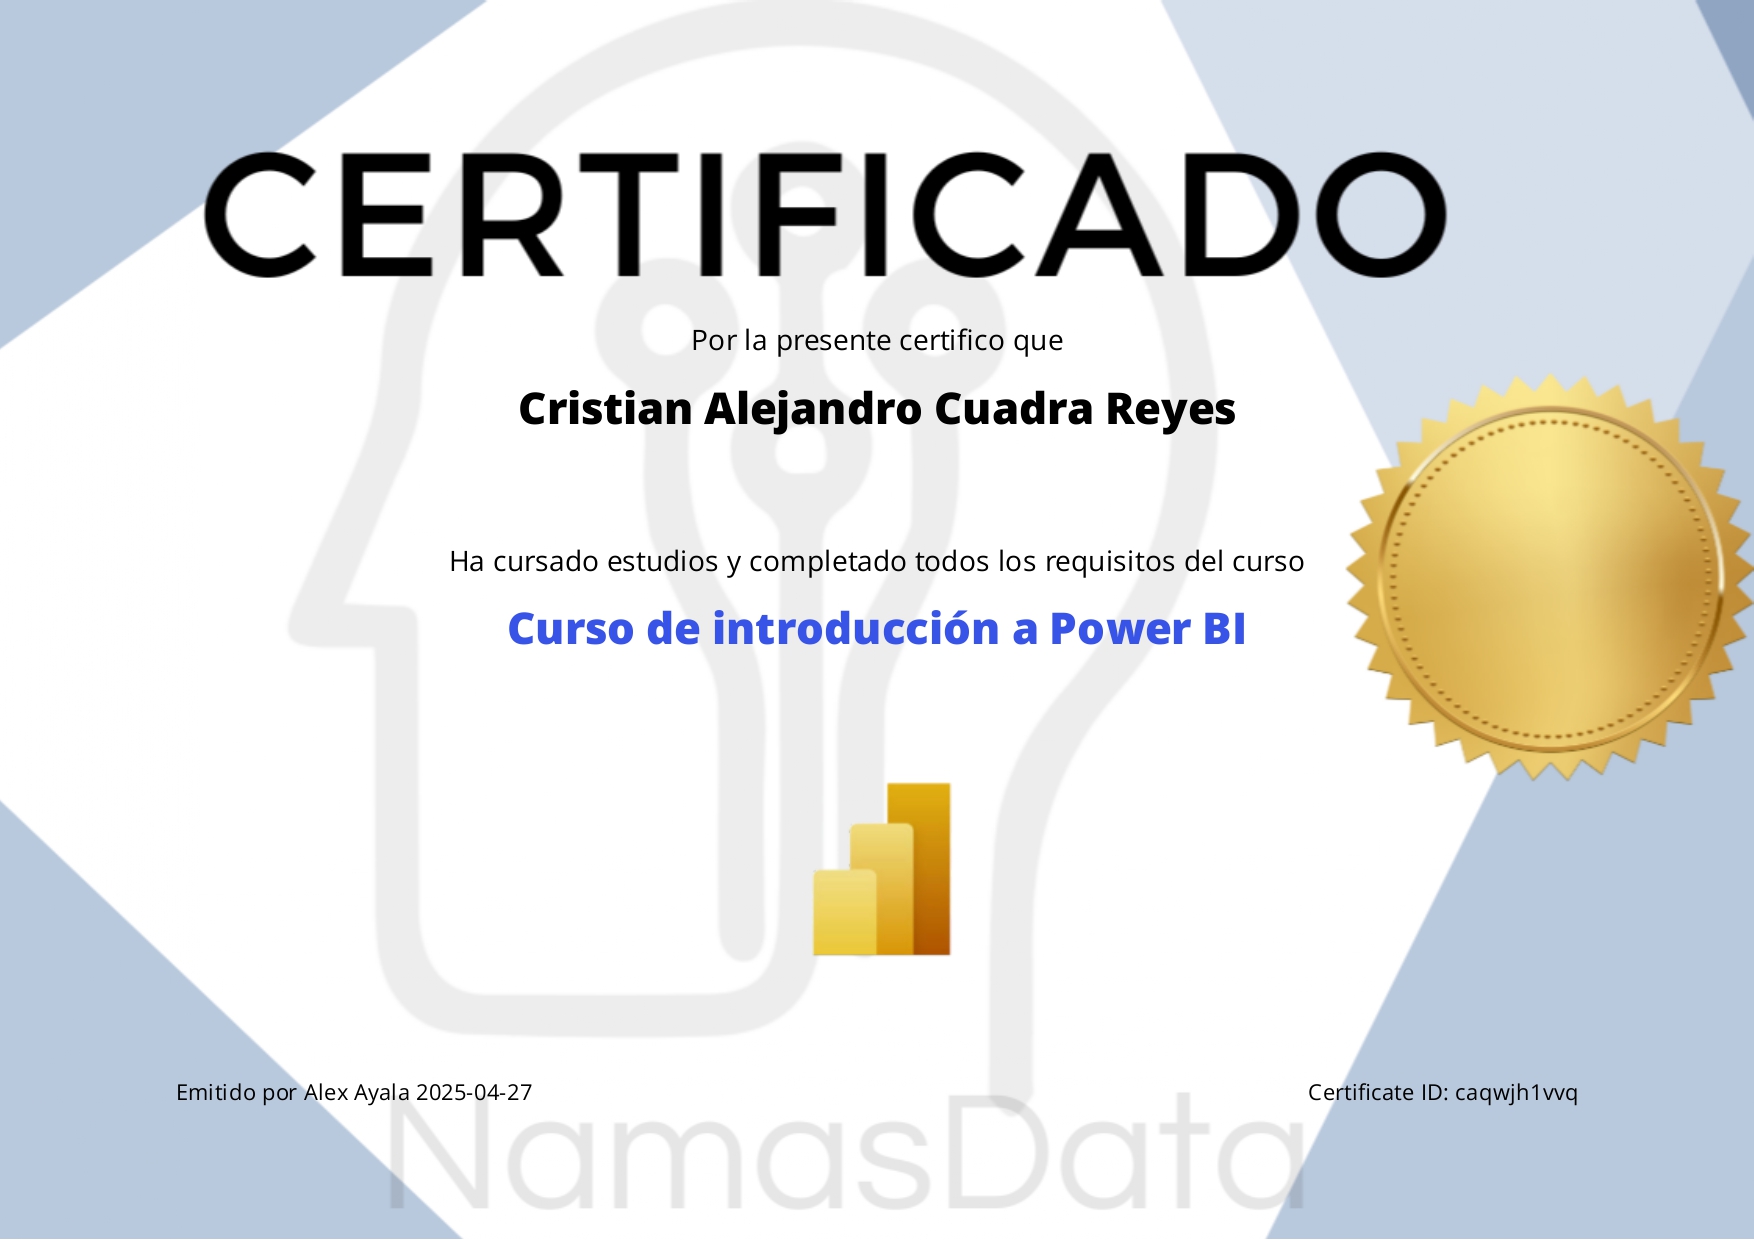 CERTIFICADO
Por la presente certifico que
Cristian Alejandro Cuadra Reyes
Ha cursado estudios y completado todos los requisitos del curso
Curso de introducción a Power BI
Emitido por Alex Ayala 2025-04-27
Certificate ID: caqwjh1vvq
NamasData